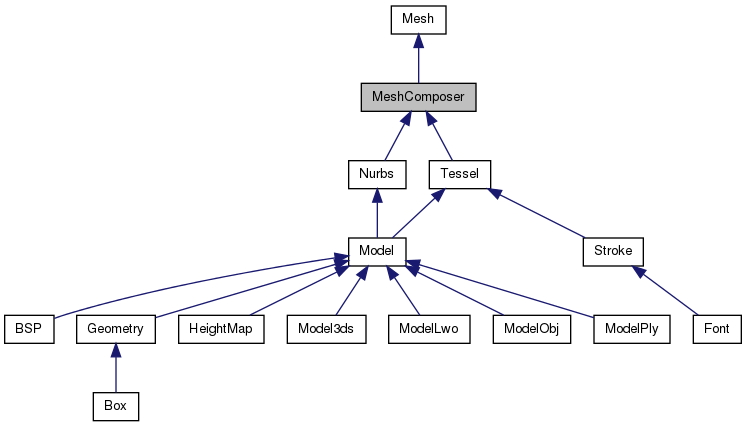 Mesh
MeshComposer
Nurbs
Tessel
Model
Stroke
BSP
Geometry
HeightMap
Model3ds
ModelLwo
ModelObj
ModelPly
Font
Box